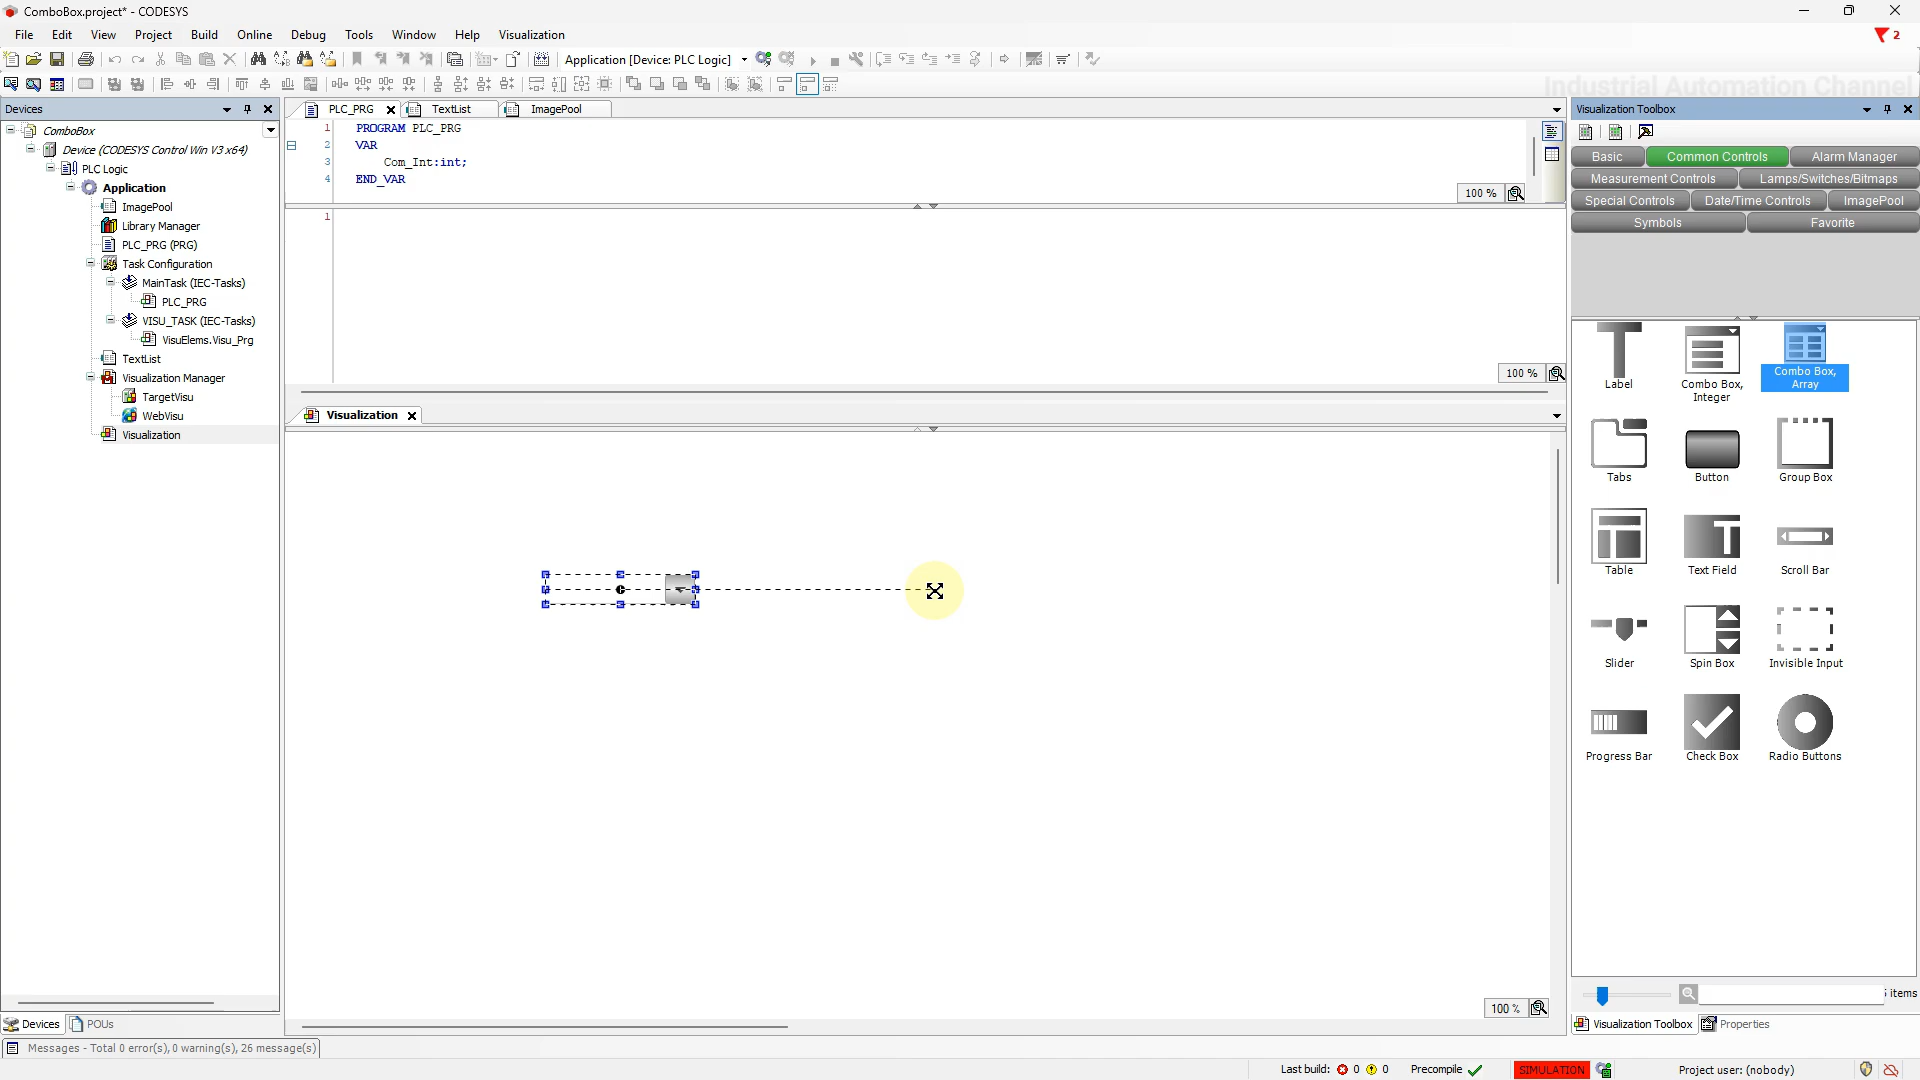 ComboBox.project* - CODESYS
File Edit View Project Build Online Debug Tools Window Help Visualization
2
Application [Device: PLC Logic]
Industrial Automation Channel
Devices
ComboBox
Device (CODESYS Control Win V3 x64)
PLC Logic
Application
ImagePool
Library Manager
PLC_PRG (PRG)
Task Configuration
MainTask (IEC-Tasks)
PLC_PRG
VISU_TASK (IEC-Tasks)
VisuElems.Visu_Prg
TextList
Visualization Manager
TargetVisu
WebVisu
Visualization
Devices POUs
PLC_PRG TextList ImagePool
1 PROGRAM PLC_PRG
2 VAR
3 Com_Int:int;
4 END_VAR
100 %
1
100 %
Visualization
100 %
Visualization Toolbox
Basic Common Controls Alarm Manager
Measurement Controls Lamps/Switches/Bitmaps
Special Controls Date/Time Controls ImagePool
Symbols Favorite
Label
Combo Box,
Integer
Combo Box,
Array
Tabs Button Group Box
Table Text Field Scroll Bar
Slider Spin Box Invisible Input
Progress Bar Check Box Radio Buttons
items
Visualization Toolbox Properties
Messages - Total 0 error(s), 0 warning(s), 26 message(s)
Last build: 0 0 Precompile SIMULATION Project user: (nobody)